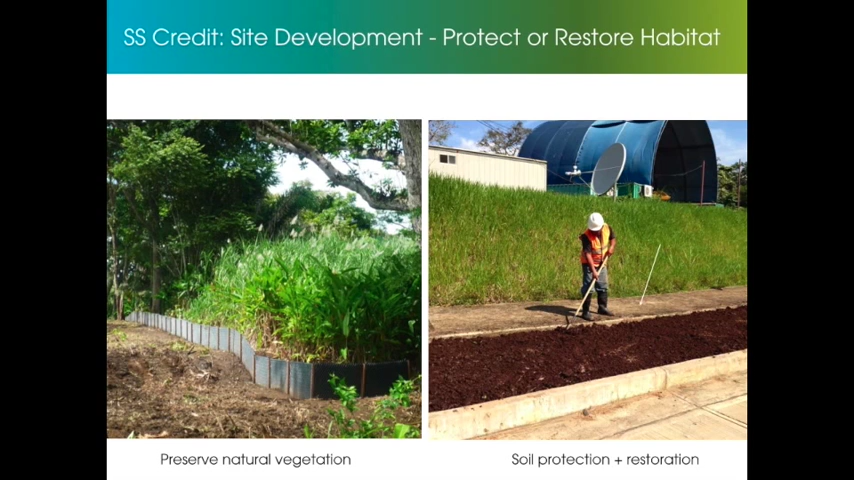 SS Credit: Site Development - Protect or Restore Habitat
Preserve natural vegetation
Soil protection + restoration